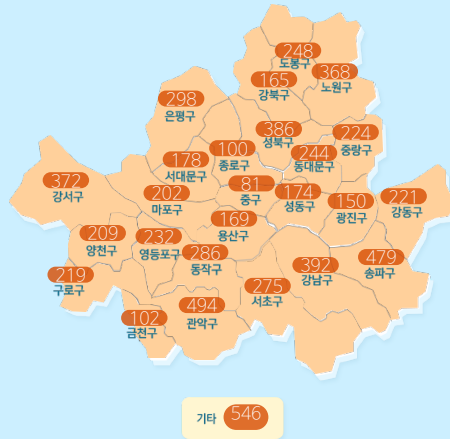 248
도봉구
368
노원구
165
강북구
298
은평구
386
성북구
224
중랑구
100
종로구
244
동대문구
178
서대문구
372
강서구
81
중구
174
성동구
202
마포구
150
광진구
221
강동구
169
용산구
209
양천구
232
영등포구
286
동작구
479
송파구
392
강남구
219
구로구
275
서초구
494
관악구
102
금천구
기타 546